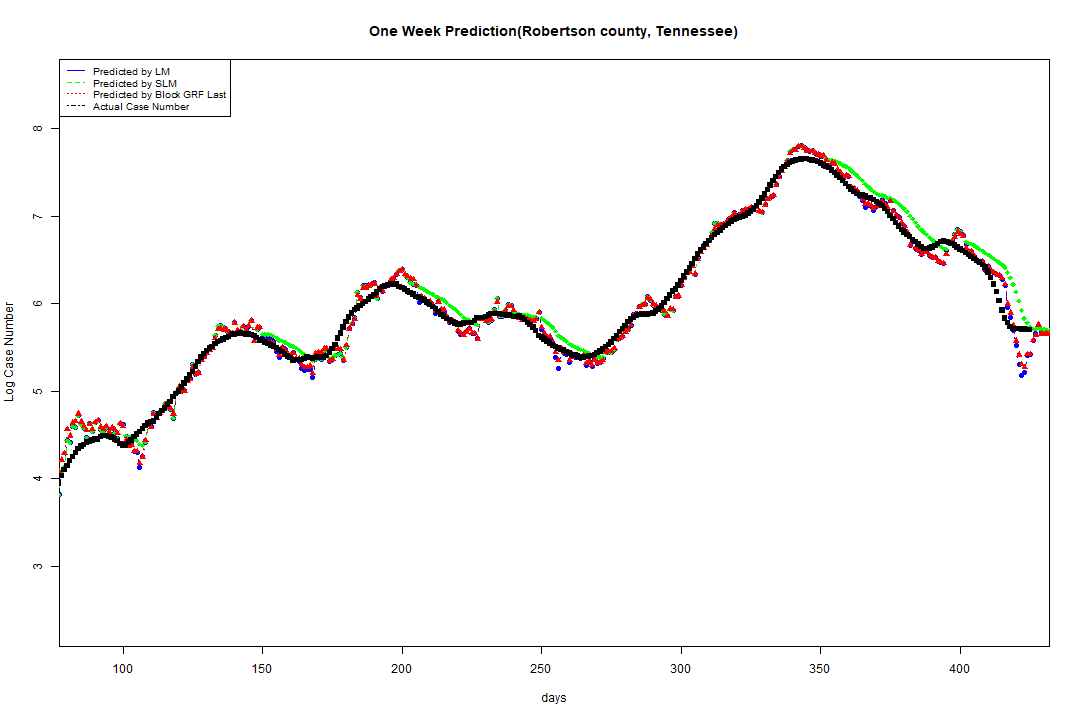 One Week Prediction(Robertson county, Tennessee)
Predicted by LM
Predicted by SLM
Predicted by Block GRF Last
Actual Case Number
Log Case Number
8
7
6
5
4
3
100 150 200 250 300 350 400
days